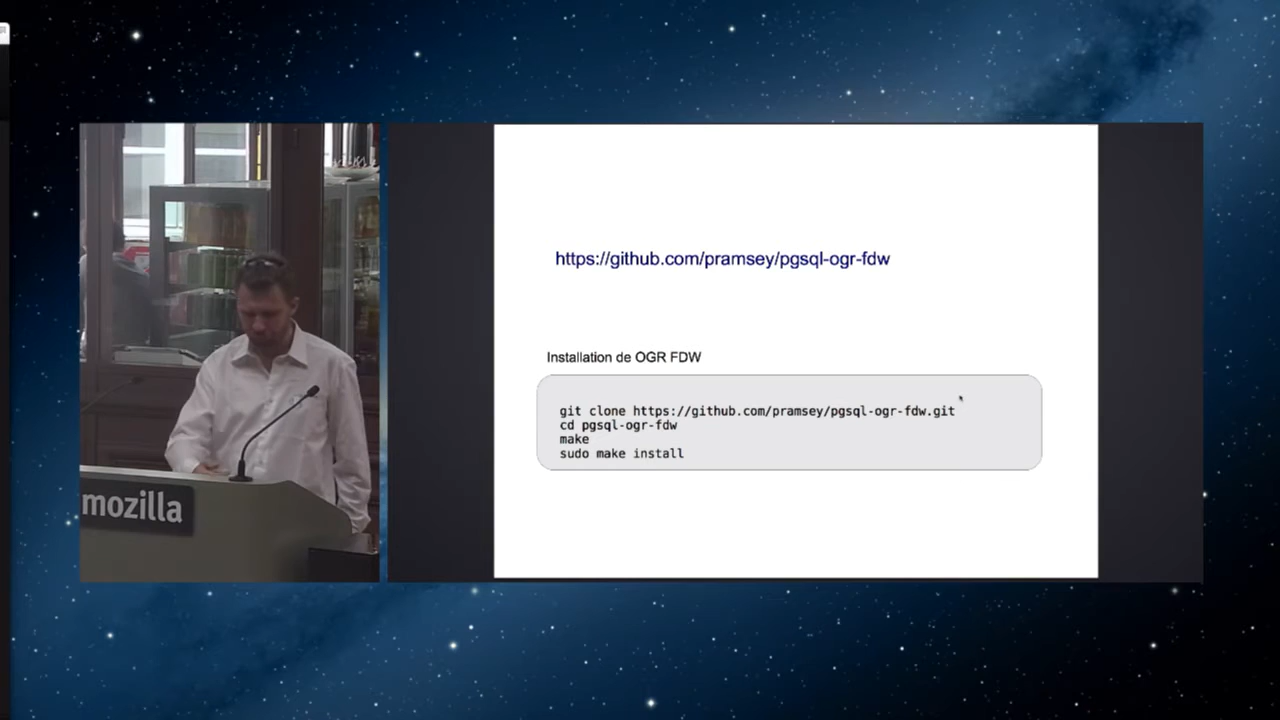 mozilla
https://github.com/pramsey/pgsql-ogr-fdw
Installation de OGR FDW
git clone https://github.com/pramsey/pgsql-ogr-fdw.git
cd pgsql-ogr-fdw
make
sudo make install